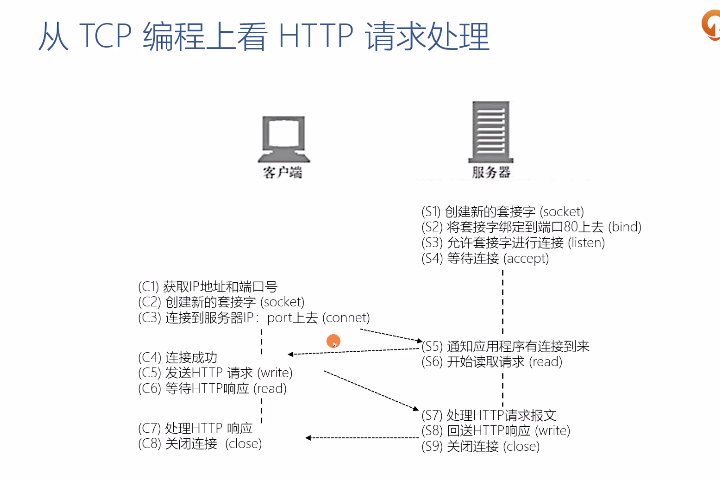 从 TCP 编程上看 HTTP 请求处理
客户端
服务器
(S1) 创建新的套接字 (socket)
(S2) 将套接字绑定到端口80上去 (bind)
(S3) 允许套接字进行连接 (listen)
(S4) 等待连接 (accept)
(C1) 获取IP地址和端口号
(C2) 创建新的套接字 (socket)
(C3) 连接到服务器IP：port上去 (connet)
(S5) 通知应用程序有连接到来
(S6) 开始读取请求 (read)
(C4) 连接成功
(C5) 发送HTTP 请求 (write)
(C6) 等待HTTP响应 (read)
(S7) 处理HTTP请求报文
(S8) 回送HTTP响应 (write)
(S9) 关闭连接 (close)
(C7) 处理HTTP 响应
(C8) 关闭连接 (close)